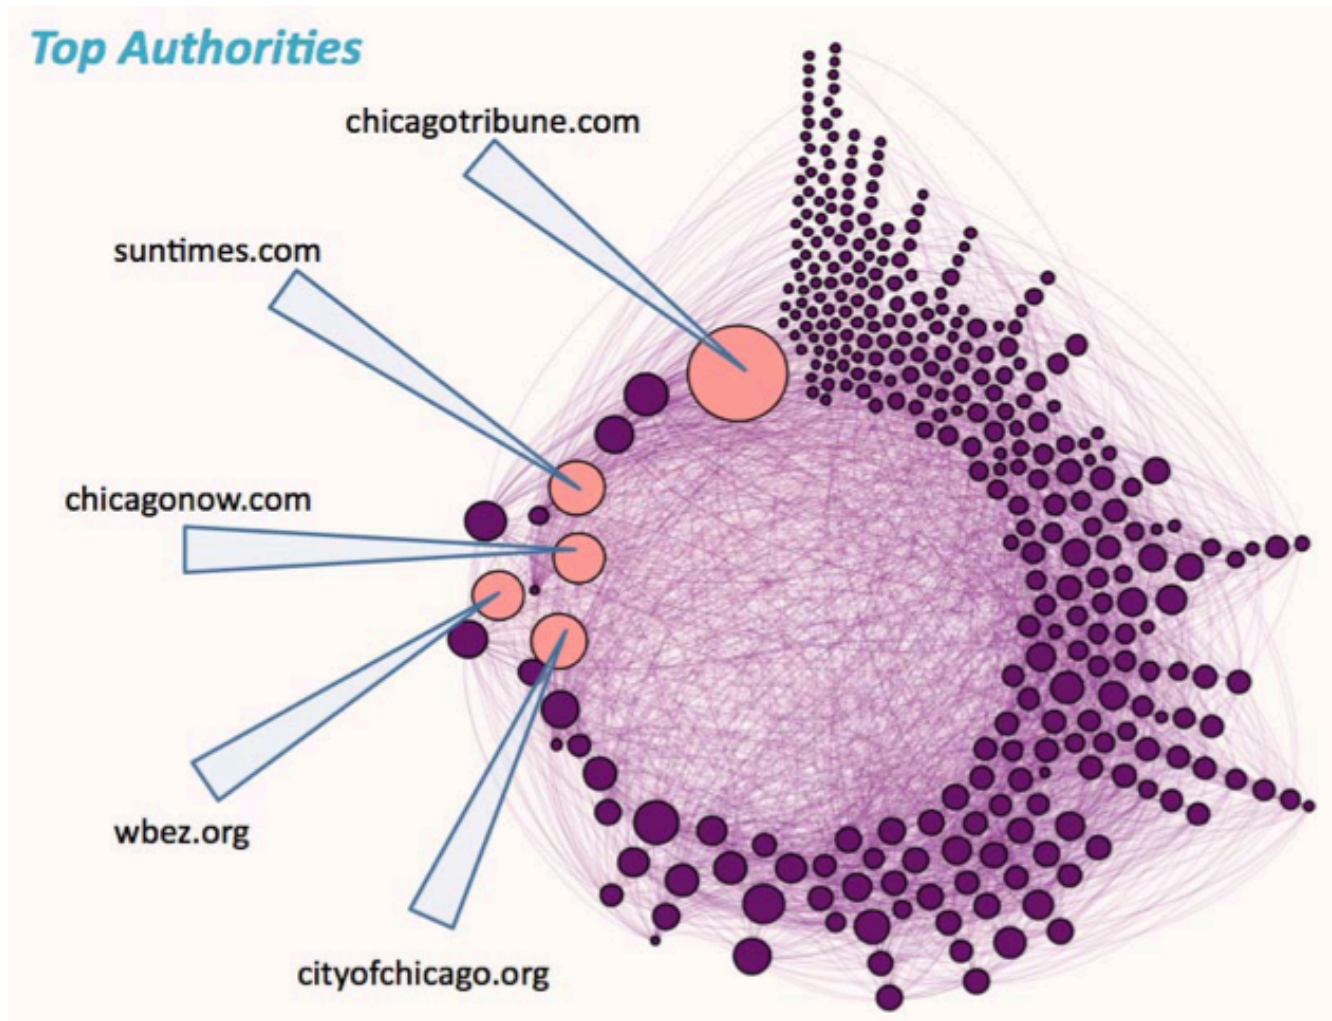 Top Authorities
chicagotribune.com
suntimes.com
chicagonow.com
wbez.org
cityofchicago.org